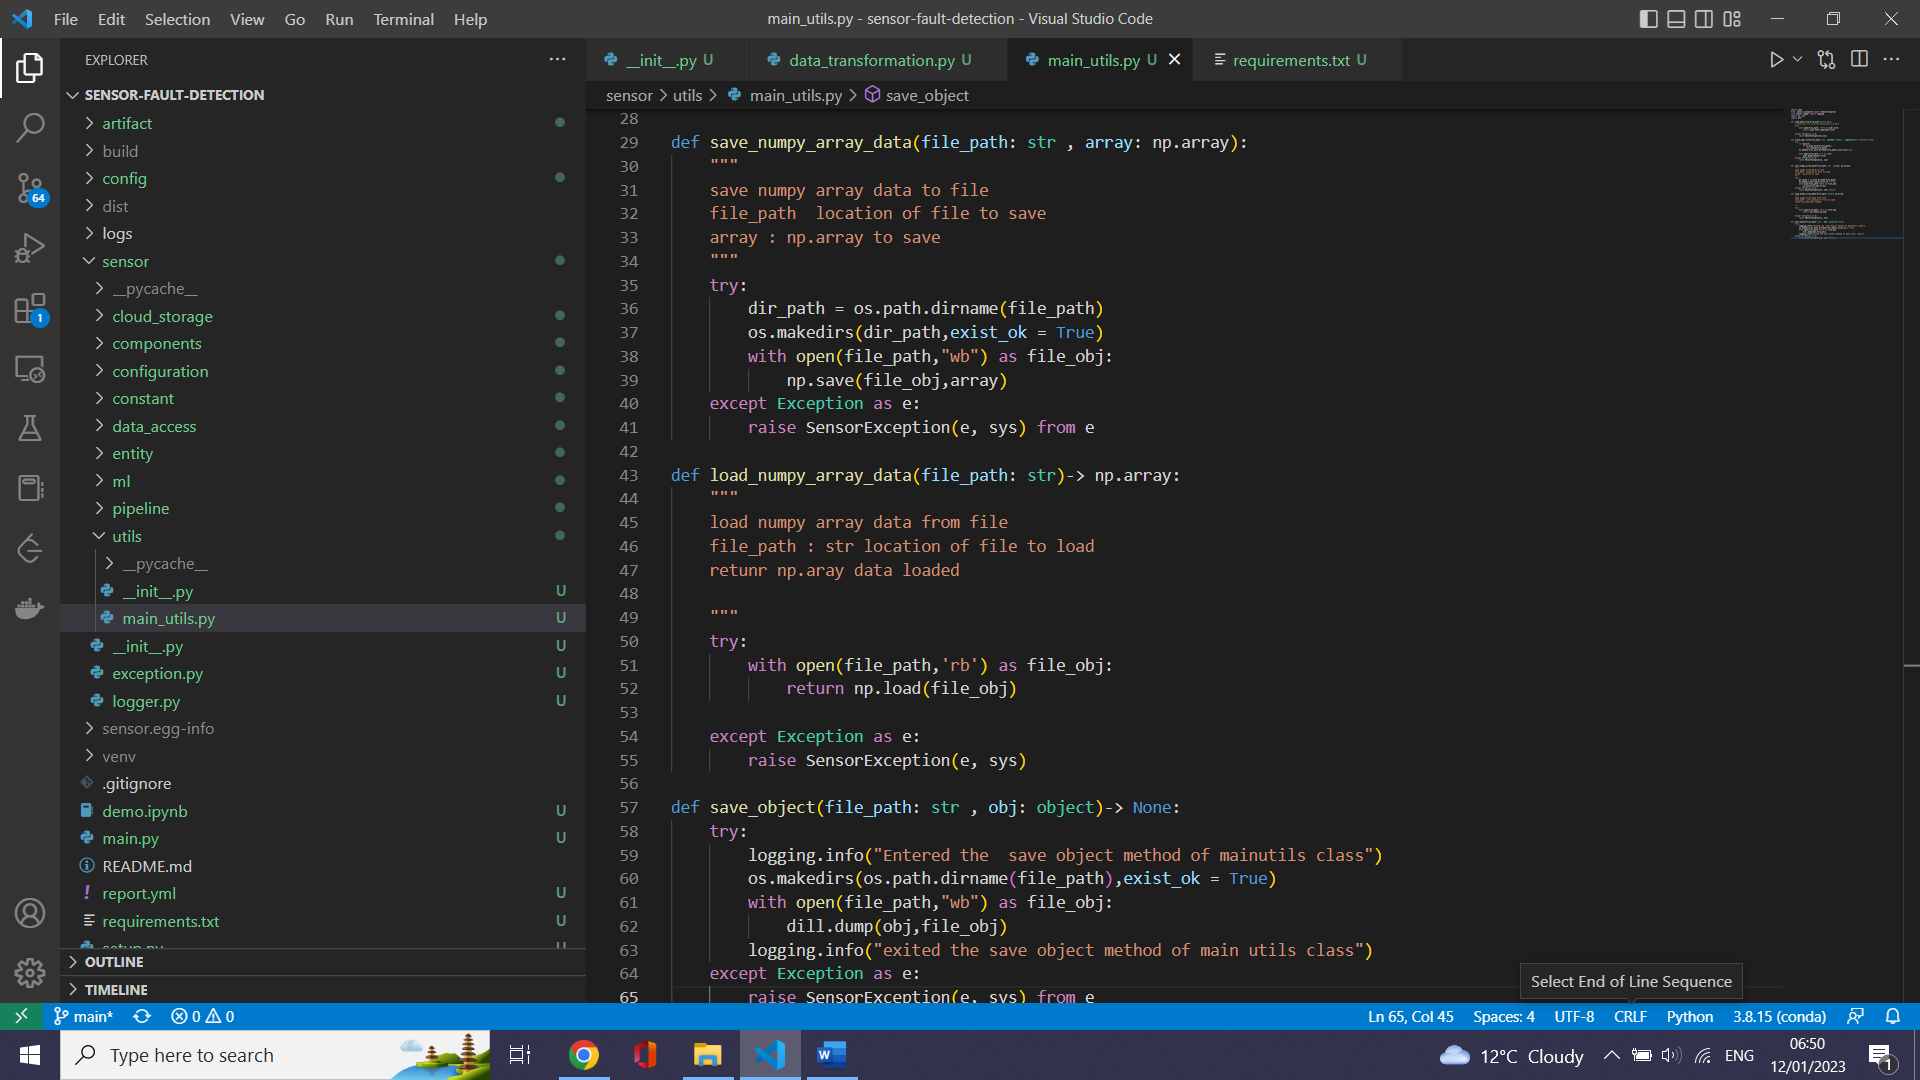 File Edit Selection View Go Run Terminal Help
main_utils.py - sensor-fault-detection - Visual Studio Code
EXPLORER
SENSOR-FAULT-DETECTION
artifact
build
config
dist
logs
sensor
__pycache__
cloud_storage
components
configuration
constant
data_access
entity
ml
pipeline
utils
__pycache__
__init__.py U
main_utils.py U
__init__.py U
exception.py U
logger.py U
sensor.egg-info
venv
.gitignore
demo.ipynb U
main.py U
README.md
report.yml U
requirements.txt U
setup.py U
OUTLINE
TIMELINE
64
1
__init__.py U
data_transformation.py U
main_utils.py U
requirements.txt U
sensor > utils > main_utils.py > save_object
28
29 def save_numpy_array_data(file_path: str , array: np.array):
30 """
31 save numpy array data to file
32 file_path  location of file to save
33 array : np.array to save
34 """
35 try:
36 dir_path = os.path.dirname(file_path)
37 os.makedirs(dir_path,exist_ok = True)
38 with open(file_path,"wb") as file_obj:
39 np.save(file_obj,array)
40 except Exception as e:
41 raise SensorException(e, sys) from e
42
43 def load_numpy_array_data(file_path: str)-> np.array:
44 """
45 load numpy array data from file
46 file_path : str location of file to load
47 retunr np.aray data loaded
48
49 """
50 try:
51 with open(file_path,'rb') as file_obj:
52 return np.load(file_obj)
53
54 except Exception as e:
55 raise SensorException(e, sys)
56
57 def save_object(file_path: str , obj: object)-> None:
58 try:
59 logging.info("Entered the  save object method of mainutils class")
60 os.makedirs(os.path.dirname(file_path),exist_ok = True)
61 with open(file_path,"wb") as file_obj:
62 dill.dump(obj,file_obj)
63 logging.info("exited the save object method of main utils class")
64 except Exception as e:
65 raise SensorException(e, sys) from e
Select End of Line Sequence
main* 0 0
Ln 65, Col 45 Spaces: 4 UTF-8 CRLF Python 3.8.15 (conda)
Type here to search
12°C Cloudy
ENG
06:50
12/01/2023
1